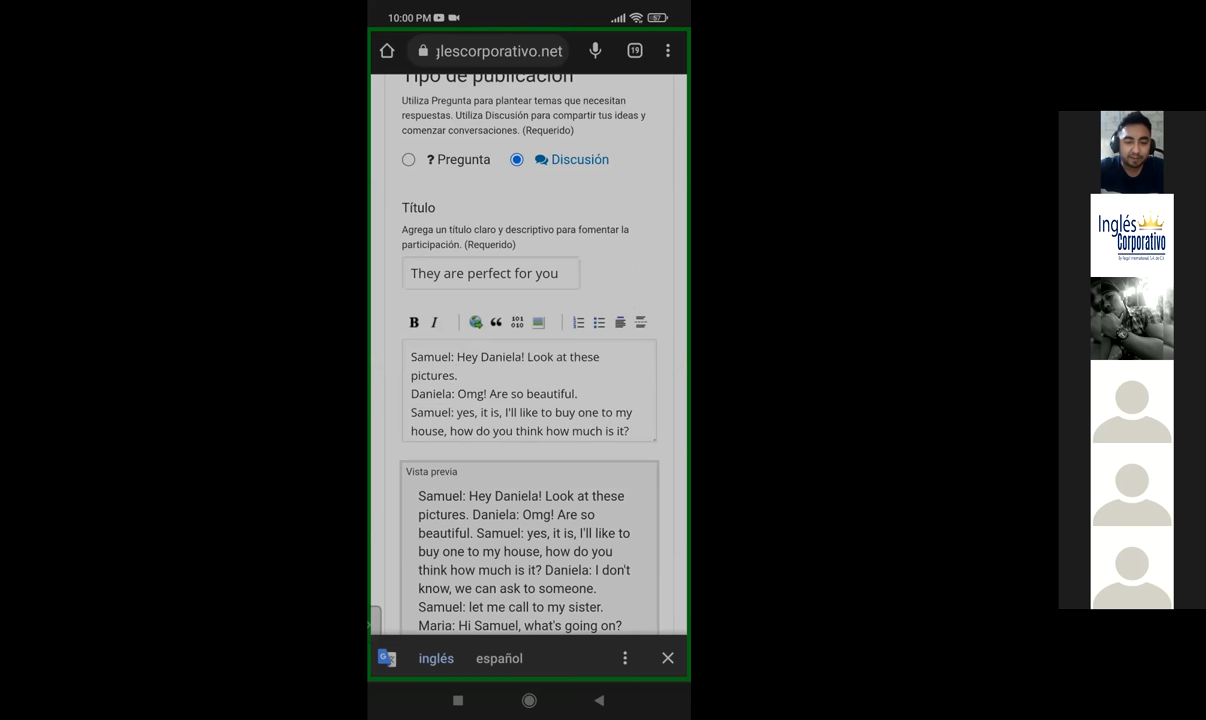 10:00 PM
57
glescorporativo.net
19
Tipo de publicación
Utiliza Pregunta para plantear temas que necesitan
respuestas. Utiliza Discusión para compartir tus ideas y
comenzar conversaciones. (Requerido)
? Pregunta
Discusión
Título
Agrega un título claro y descriptivo para fomentar la
participación. (Requerido)
They are perfect for you
B I “ 101 010
Samuel: Hey Daniela! Look at these
pictures.
Daniela: Omg! Are so beautiful.
Samuel: yes, it is, I'll like to buy one to my
house, how do you think how much is it?
Vista previa
Samuel: Hey Daniela! Look at these
pictures. Daniela: Omg! Are so
beautiful. Samuel: yes, it is, I'll like to
buy one to my house, how do you
think how much is it? Daniela: I don't
know, we can ask to someone.
Samuel: let me call to my sister.
Maria: Hi Samuel, what's going on?
inglés español
Inglés
Corporativo